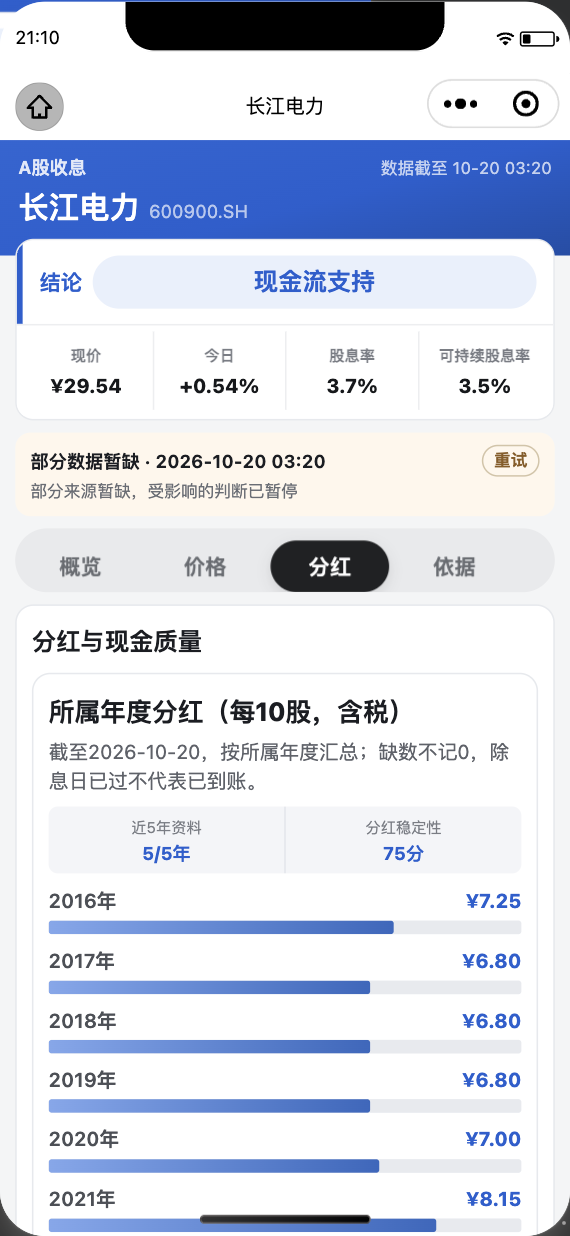 21:10
长江电力
A股收息
数据截至 10-20 03:20
长江电力 600900.SH
结论
现金流支持
现价
今日
股息率
可持续股息率
¥29.54
+0.54%
3.7%
3.5%
部分数据暂缺 · 2026-10-20 03:20
重试
部分来源暂缺，受影响的判断已暂停
概览
价格
分红
依据
分红与现金质量
所属年度分红（每10股，含税）
截至2026-10-20，按所属年度汇总；缺数不记0，除
息日已过不代表已到账。
近5年资料
分红稳定性
5/5年
75分
2016年
¥7.25
2017年
¥6.80
2018年
¥6.80
2019年
¥6.80
2020年
¥7.00
2021年
¥8.15